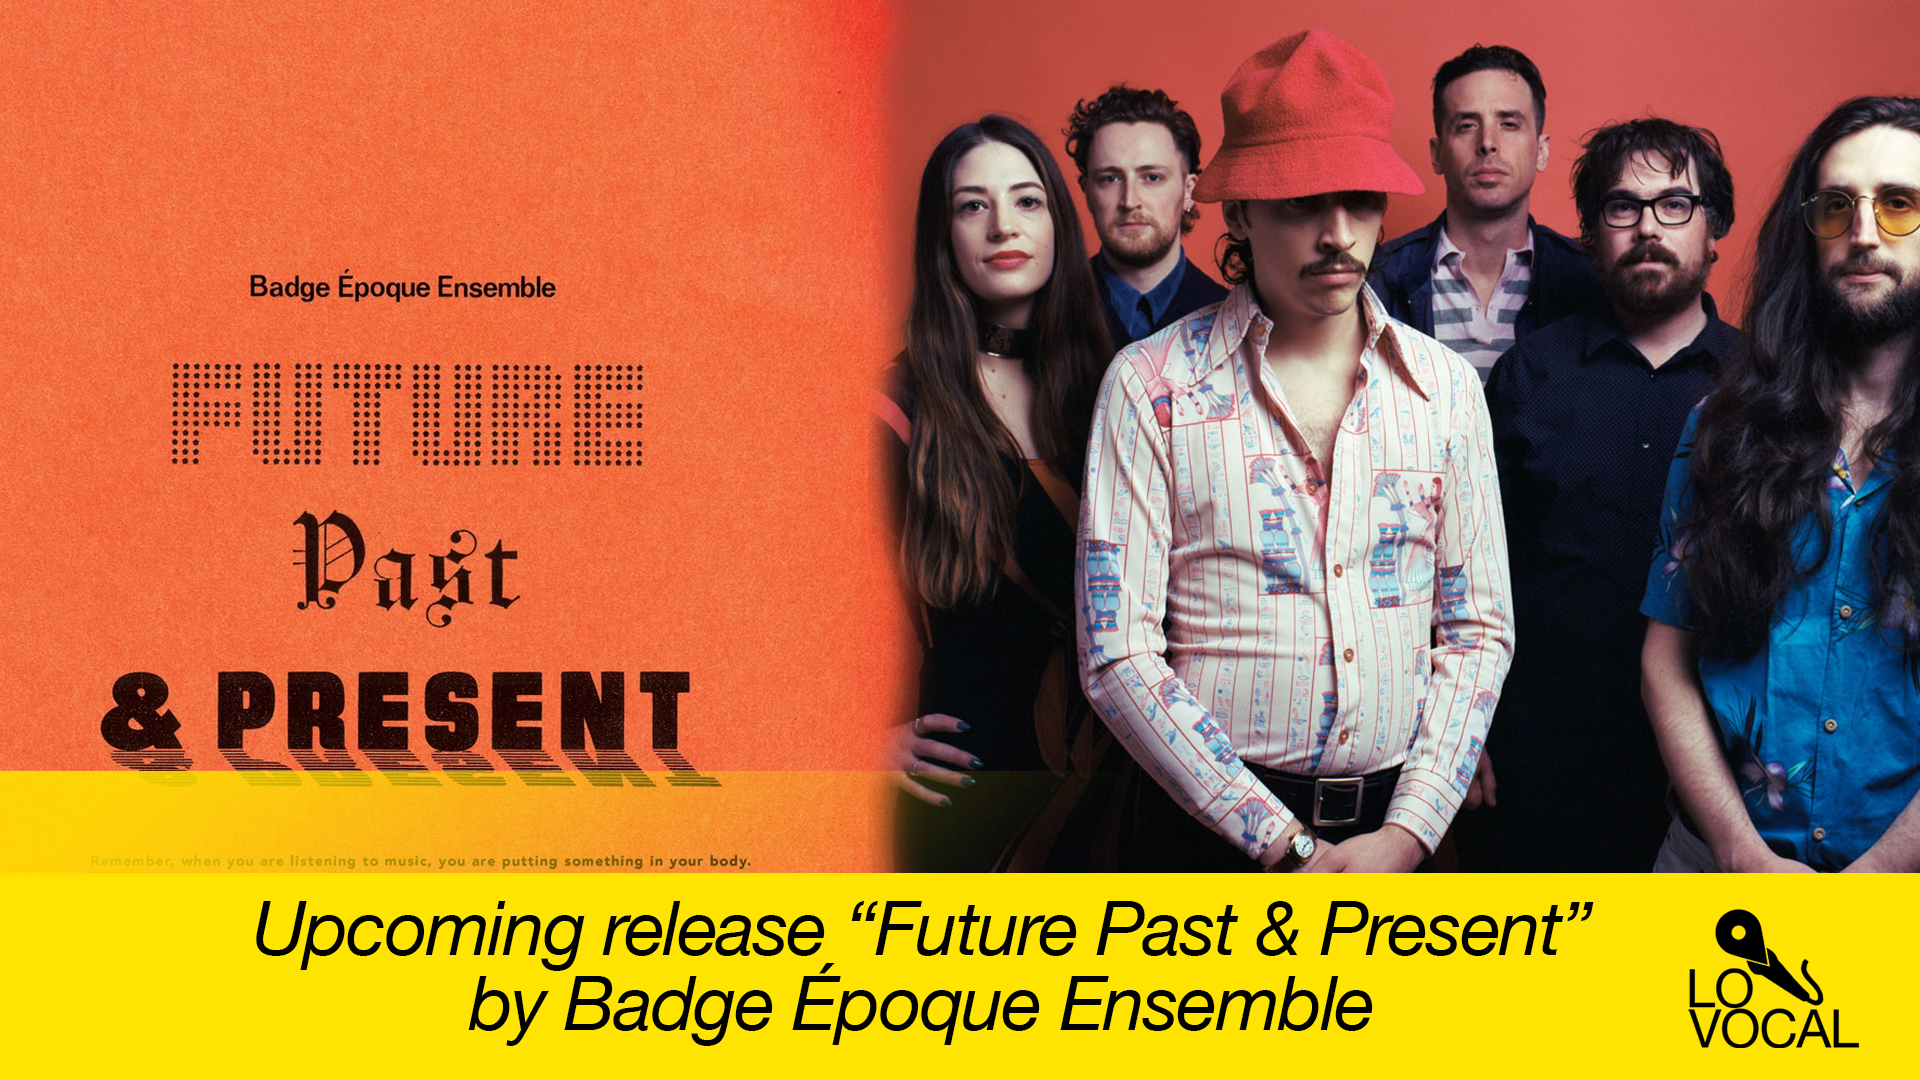 Badge Époque Ensemble
FUTURE
Past
& PRESENT
Remember, when you are listening to music, you are putting something in your body.
Upcoming release “Future Past & Present”
by Badge Époque Ensemble
LO
VOCAL